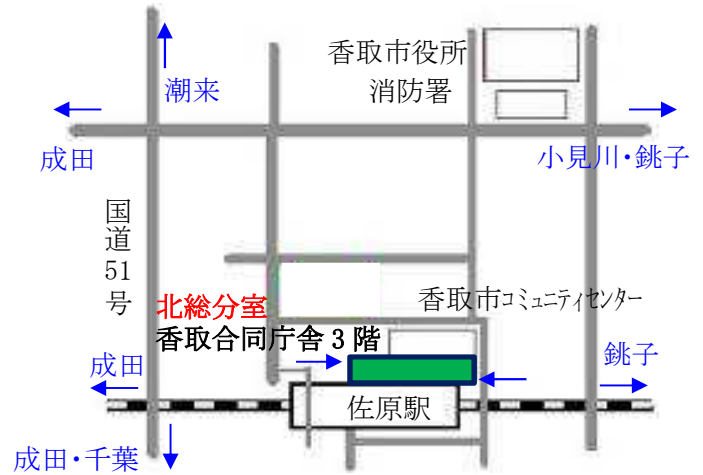 香取市役所
消防署
潮来
成田
小見川・銚子
国道51号
北総分室
香取合同庁舎3階
香取市コミュニティセンター
成田
銚子
佐原駅
成田・千葉